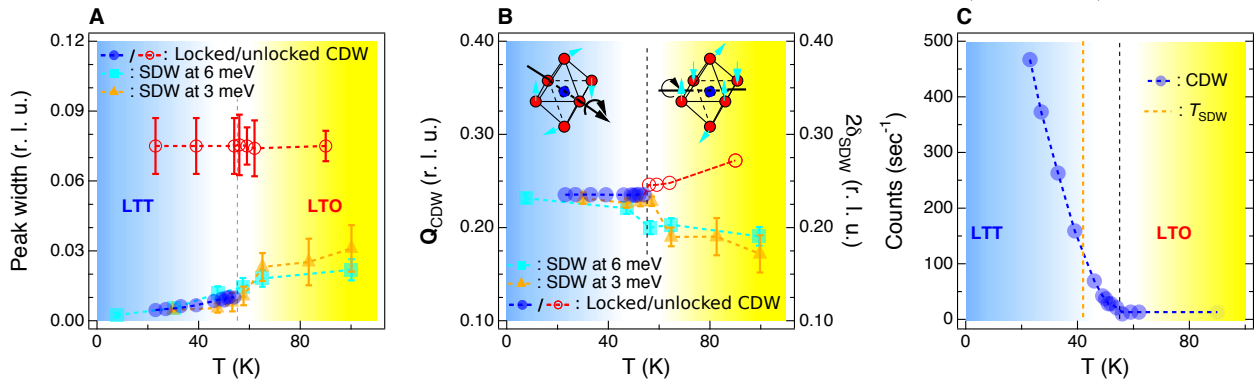 A
Peak width (r. l. u.)
0.12
0.09
0.06
0.03
0.00
/ : Locked/unlocked CDW
: SDW at 6 meV
: SDW at 3 meV
LTT
LTO
0
40
80
T (K)
B
Q_CDW (r. l. u.)
0.40
0.30
0.20
0.10
: SDW at 6 meV
: SDW at 3 meV
/ : Locked/unlocked CDW
0
40
80
T (K)
0.40
0.30
0.20
0.10
2δ_SDW (r. l. u.)
C
Counts (sec⁻¹)
500
400
300
200
100
0
: CDW
: T_SDW
LTT
LTO
0
40
80
T (K)